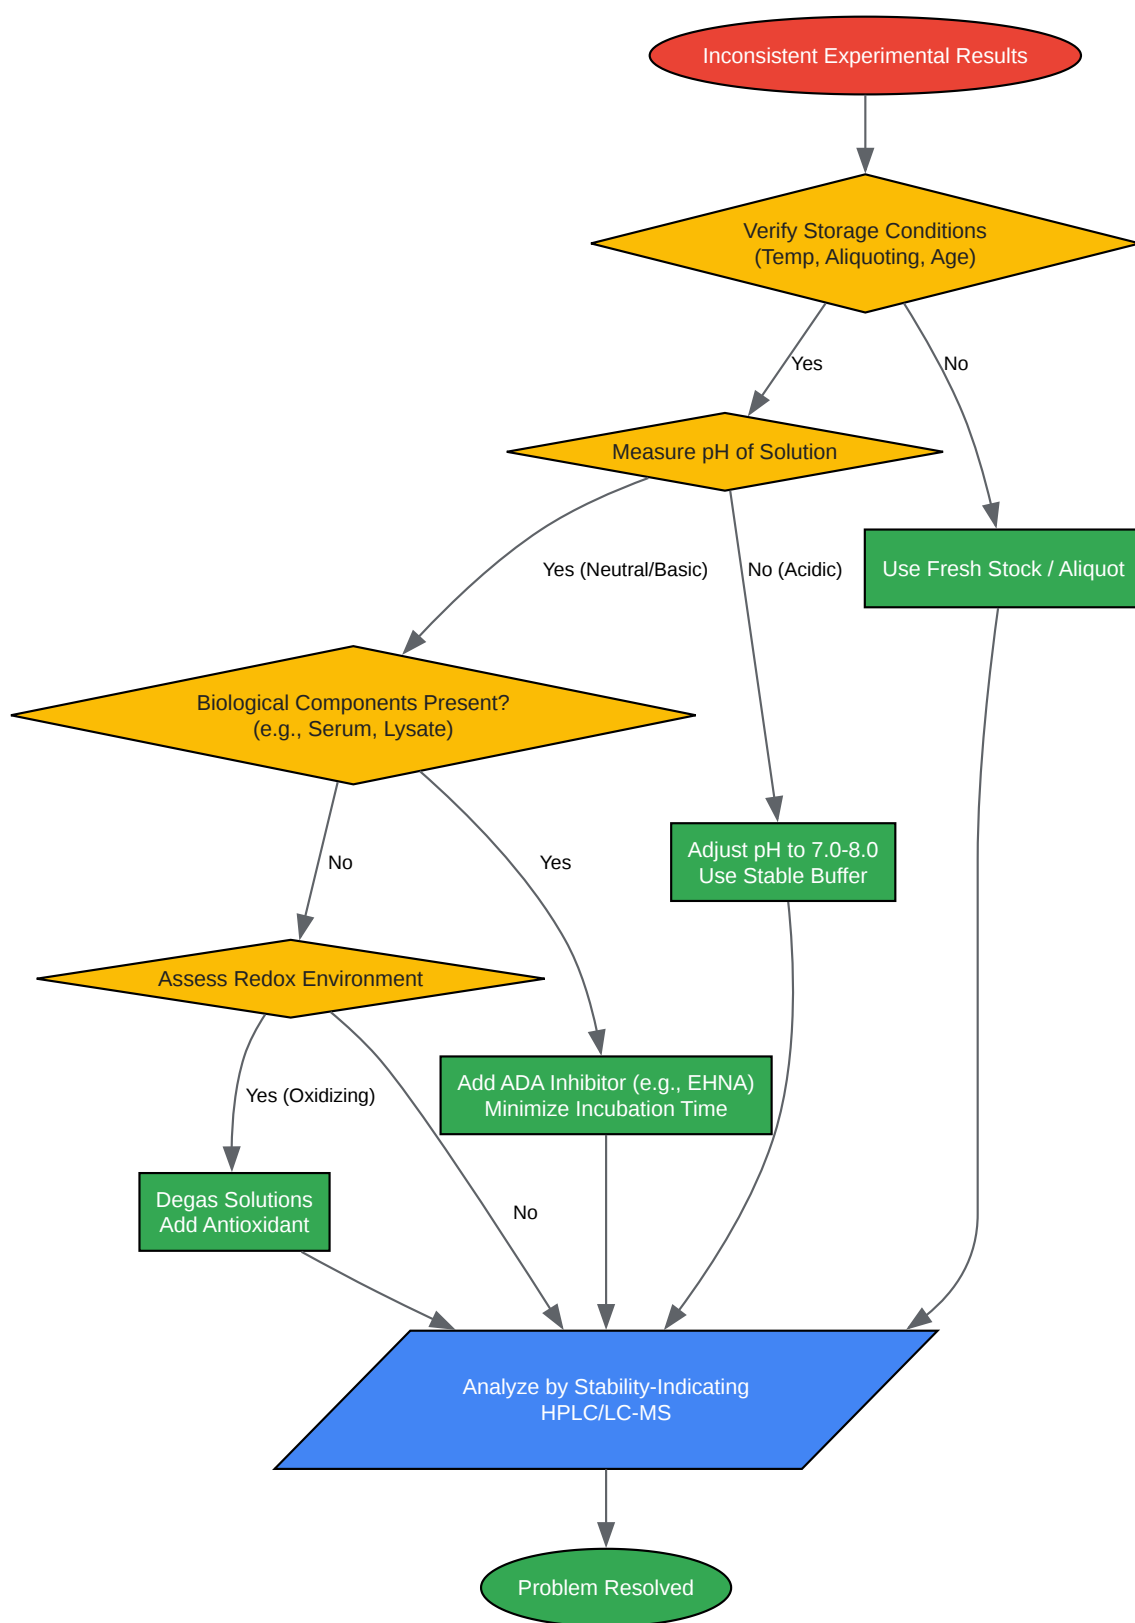 Inconsistent Experimental Results
Verify Storage Conditions
(Temp, Aliquoting, Age)
Yes
No
Measure pH of Solution
Yes (Neutral/Basic)
No (Acidic)
Use Fresh Stock / Aliquot
Biological Components Present?
(e.g., Serum, Lysate)
No
Yes
Adjust pH to 7.0-8.0
Use Stable Buffer
Assess Redox Environment
Yes (Oxidizing)
No
Add ADA Inhibitor (e.g., EHNA)
Minimize Incubation Time
Degas Solutions
Add Antioxidant
Analyze by Stability-Indicating
HPLC/LC-MS
Problem Resolved